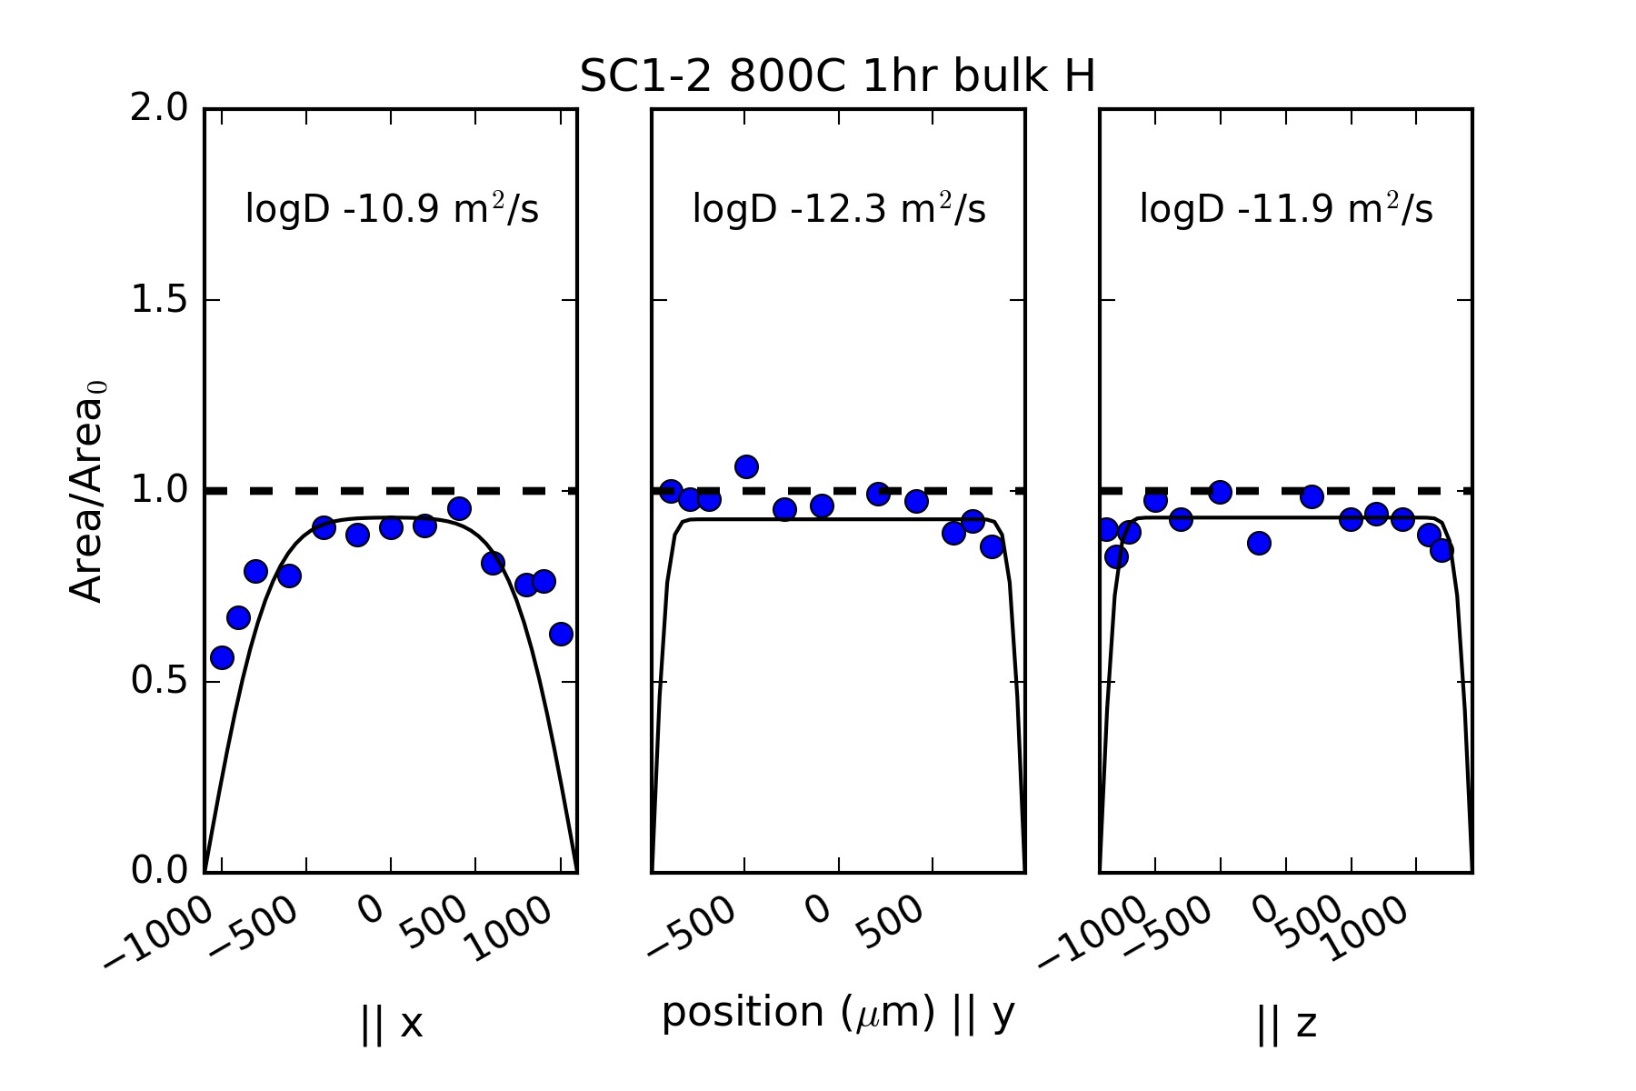 SC1-2 800C 1hr bulk H
Area/Area₀
2.0
1.5
1.0
0.5
0.0
logD -10.9 m²/s
logD -12.3 m²/s
logD -11.9 m²/s
−1000 −500 0 500 1000
−500 0 500
−1000 −500 0 500 1000
|| x
position (μm) || y
|| z